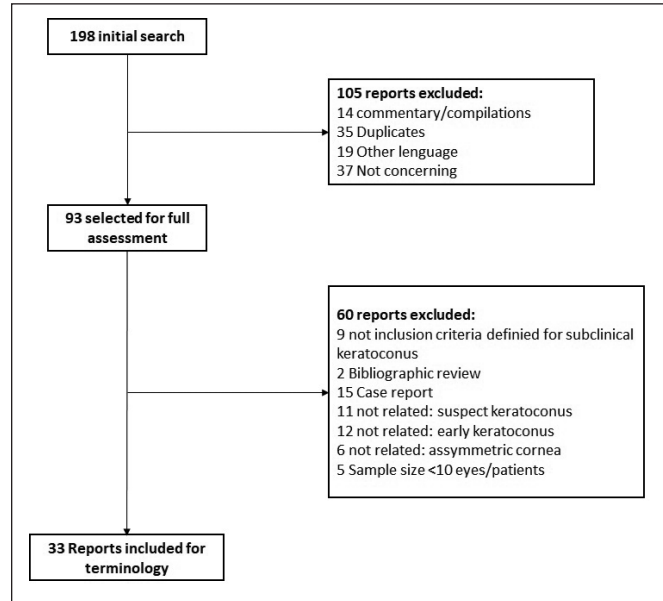 198 initial search
105 reports excluded:
14 commentary/compilations
35 Duplicates
19 Other lenguage
37 Not concerning
93 selected for full
assessment
60 reports excluded:
9 not inclusion criteria definied for subclinical
keratoconus
2 Bibliographic review
15 Case report
11 not related: suspect keratoconus
12 not related: early keratoconus
6 not related: assymmetric cornea
5 Sample size <10 eyes/patients
33 Reports included for
terminology